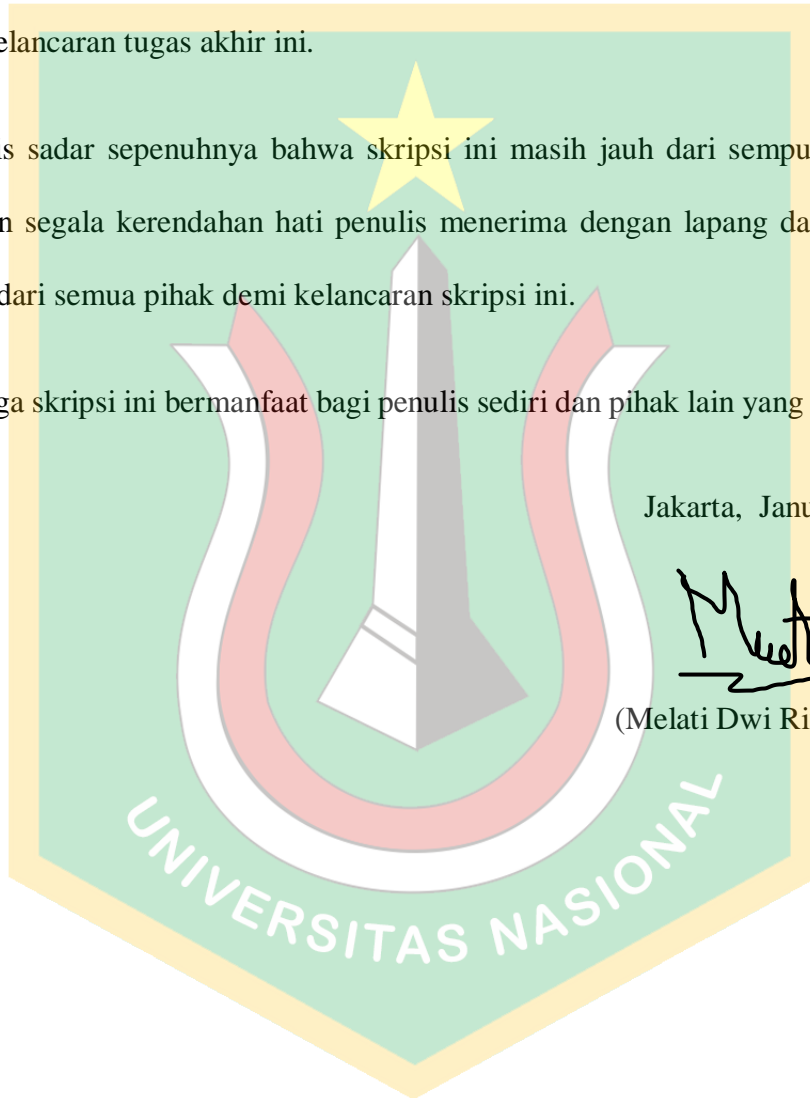 elancaran tugas akhir ini.
is sadar sepenuhnya bahwa skripsi ini masih jauh dari sempu
n segala kerendahan hati penulis menerima dengan lapang da
dari semua pihak demi kelancaran skripsi ini.
ga skripsi ini bermanfaat bagi penulis sediri dan pihak lain yang
Jakarta, Janu
(Melati Dwi Ri
UNIVERSITAS NASIONAL